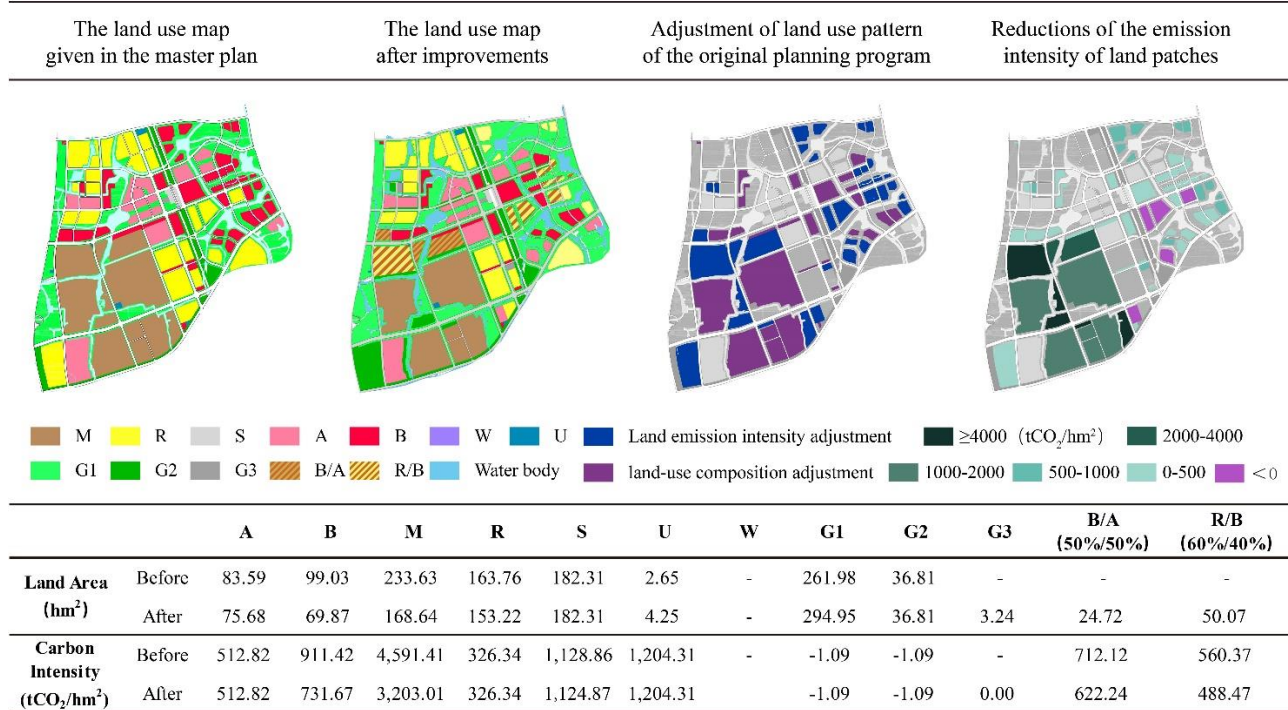 The land use map
given in the master plan
The land use map
after improvements
Adjustment of land use pattern
of the original planning program
Reductions of the emission
intensity of land patches
M R S A B W U Land emission intensity adjustment ≥4000 (tCO₂/hm²) 2000-4000
G1 G2 G3 B/A R/B Water body land-use composition adjustment 1000-2000 500-1000 0-500 <0
A B M R S U W G1 G2 G3 B/A (50%/50%) R/B (60%/40%)
Land Area (hm²)
Before 83.59 99.03 233.63 163.76 182.31 2.65 - 261.98 36.81 - - -
After 75.68 69.87 168.64 153.22 182.31 4.25 - 294.95 36.81 3.24 24.72 50.07
Carbon Intensity (tCO₂/hm²)
Before 512.82 911.42 4,591.41 326.34 1,128.86 1,204.31 - -1.09 -1.09 - 712.12 560.37
After 512.82 731.67 3,203.01 326.34 1,124.87 1,204.31 -1.09 -1.09 0.00 622.24 488.47